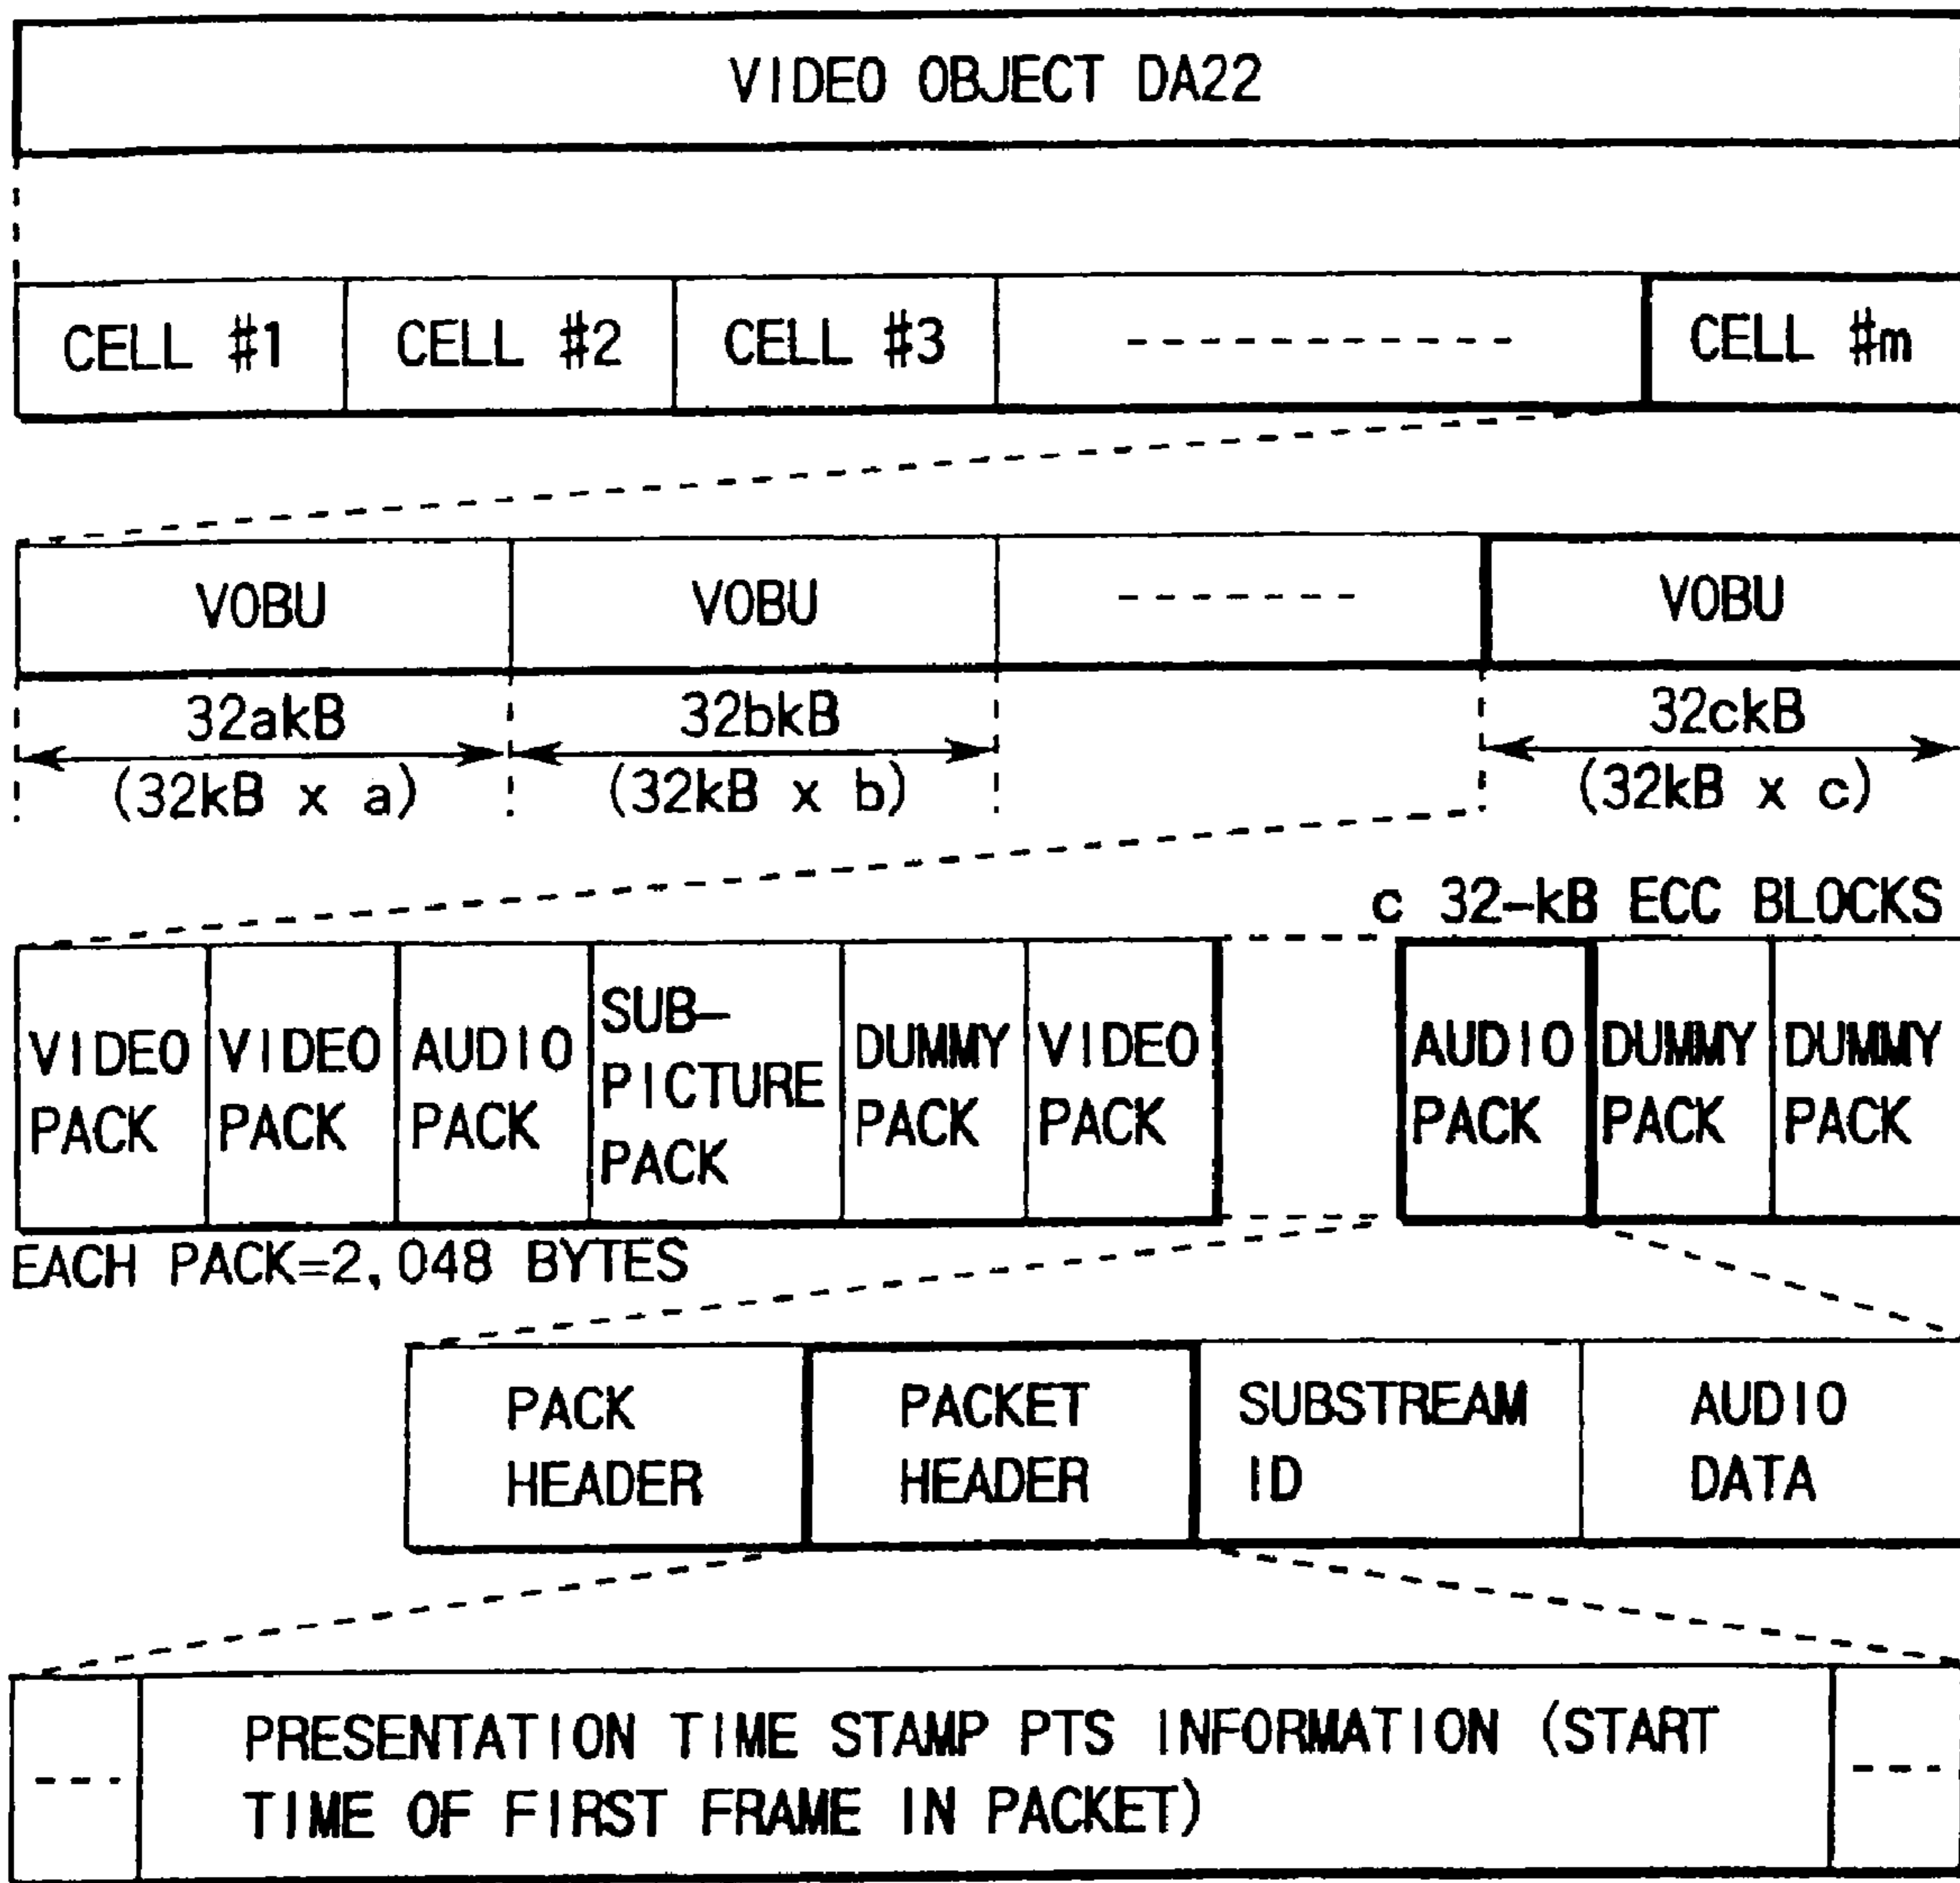 VIDEO OBJECT DA22
CELL #1 CELL #2 CELL #3 CELL #m
VOBU VOBU VOBU
32akB 32bkB 32ckB
(32kB x a) (32kB x b) (32kB x c)
c 32-kB ECC BLOCKS
VIDEO PACK
VIDEO PACK
AUDIO PACK
SUB-
PICTURE
PACK
DUMMY PACK
VIDEO PACK
AUDIO PACK
DUMMY PACK
DUMMY PACK
EACH PACK=2,048 BYTES
PACK
HEADER
PACKET
HEADER
SUBSTREAM
ID
AUDIO
DATA
PRESENTATION TIME STAMP PTS INFORMATION (START
TIME OF FIRST FRAME IN PACKET)